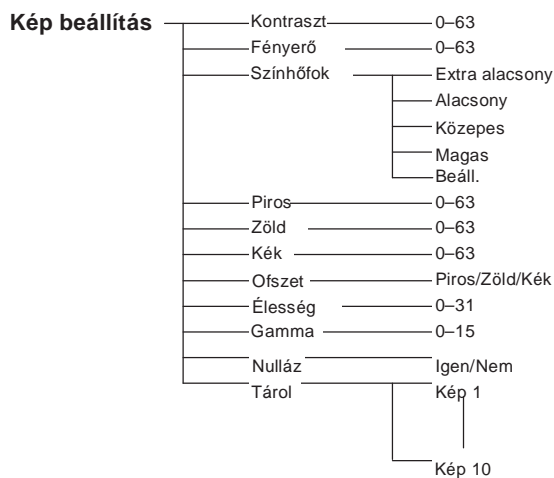 Kép beállítás
Kontraszt 0–63
Fényerő 0–63
Színhőfok Extra alacsony
Alacsony
Közepes
Magas
Beáll.
Piros 0–63
Zöld 0–63
Kék 0–63
Ofszet Piros/Zöld/Kék
Élesség 0–31
Gamma 0–15
Nulláz Igen/Nem
Tárol Kép 1
Kép 10